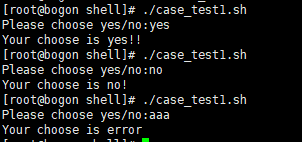 [root@bogon shell]# ./case_test1.sh
Please choose yes/no:yes
Your choose is yes!!
[root@bogon shell]# ./case_test1.sh
Please choose yes/no:no
Your choose is no!
[root@bogon shell]# ./case_test1.sh
Please choose yes/no:aaa
Your choose is error